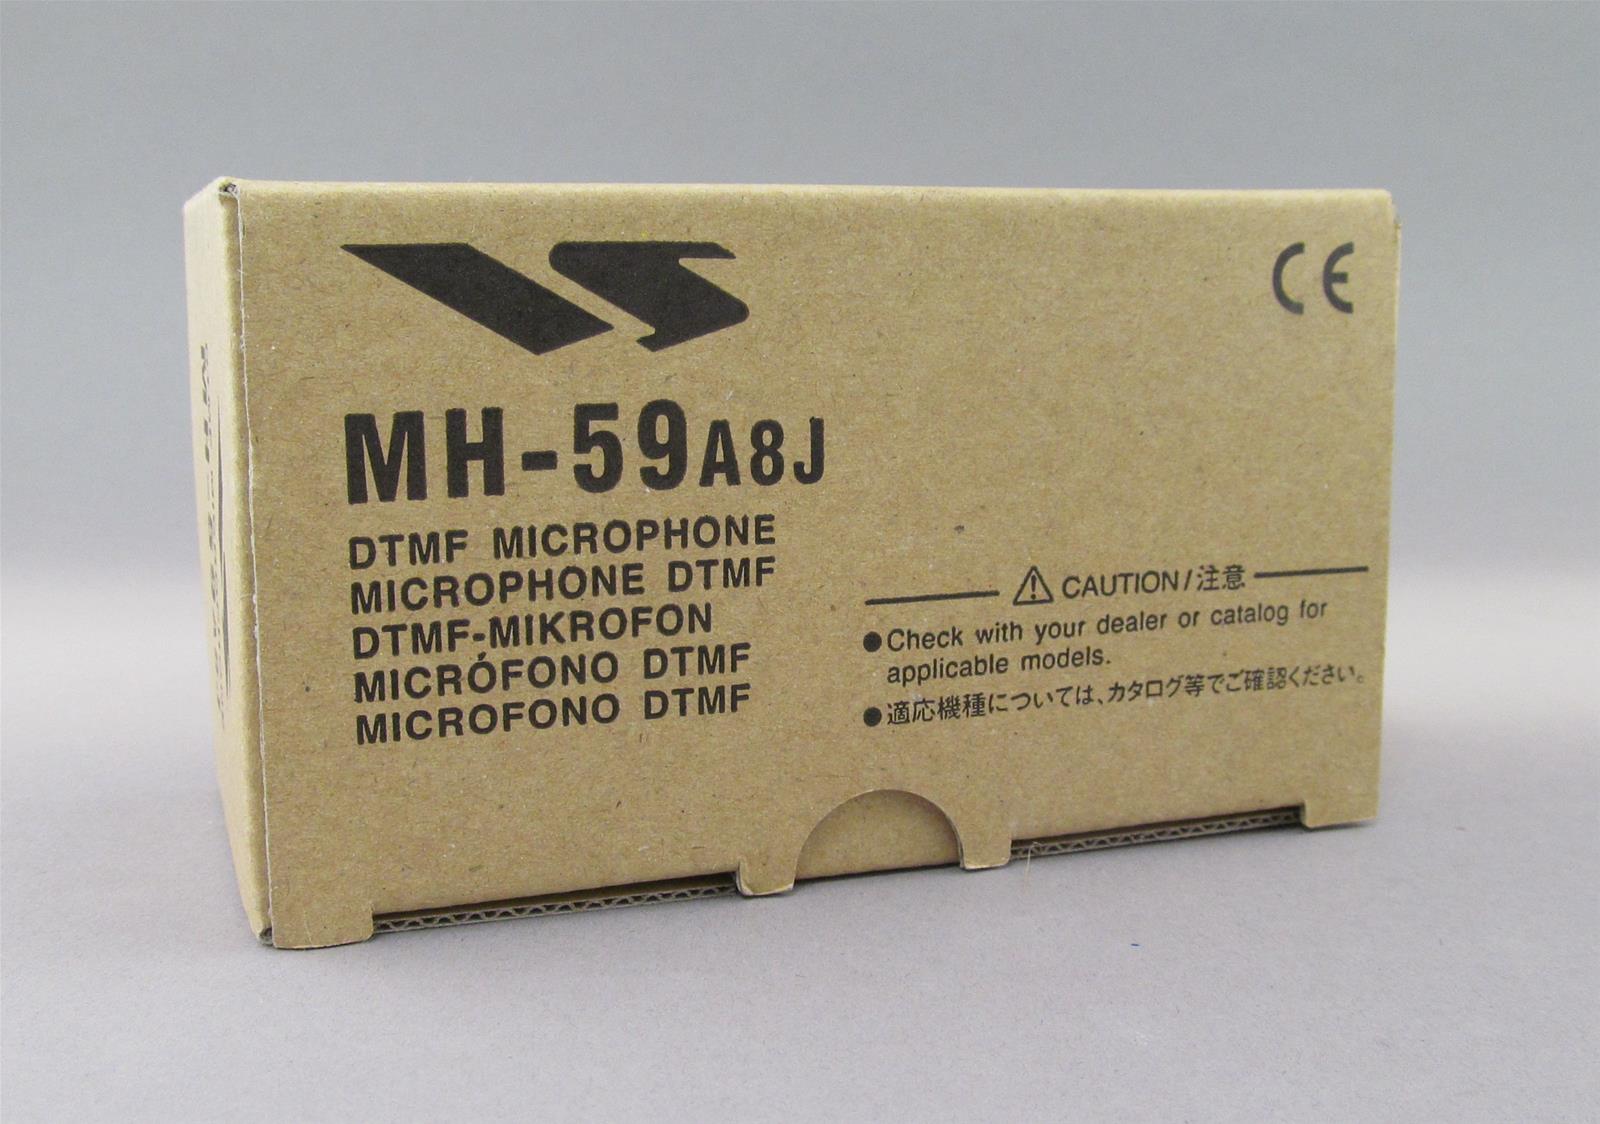 VS
CE
MH-59A8J
DTMF MICROPHONE
MICROPHONE DTMF
DTMF-MIKROFON
MICRÓFONO DTMF
MICROFONO DTMF
CAUTION/注意
●Check with your dealer or catalog for
applicable models.
●適応機種については、カタログ等でご確認ください。